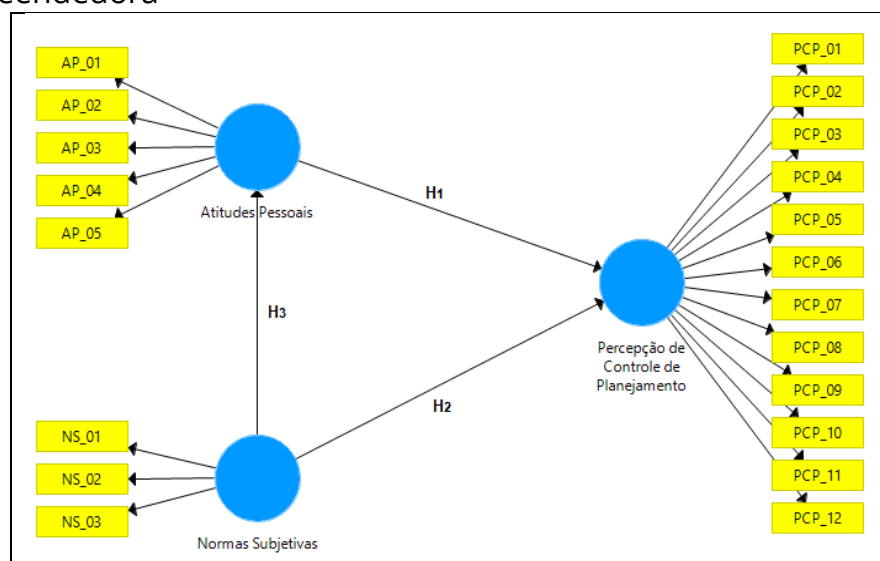 AP_01
AP_02
AP_03
AP_04
AP_05
Atitudes Pessoais
H1
H3
H2
NS_01
NS_02
NS_03
Normas Subjetivas
Percepção de
Controle de
Planejamento
PCP_01
PCP_02
PCP_03
PCP_04
PCP_05
PCP_06
PCP_07
PCP_08
PCP_09
PCP_10
PCP_11
PCP_12